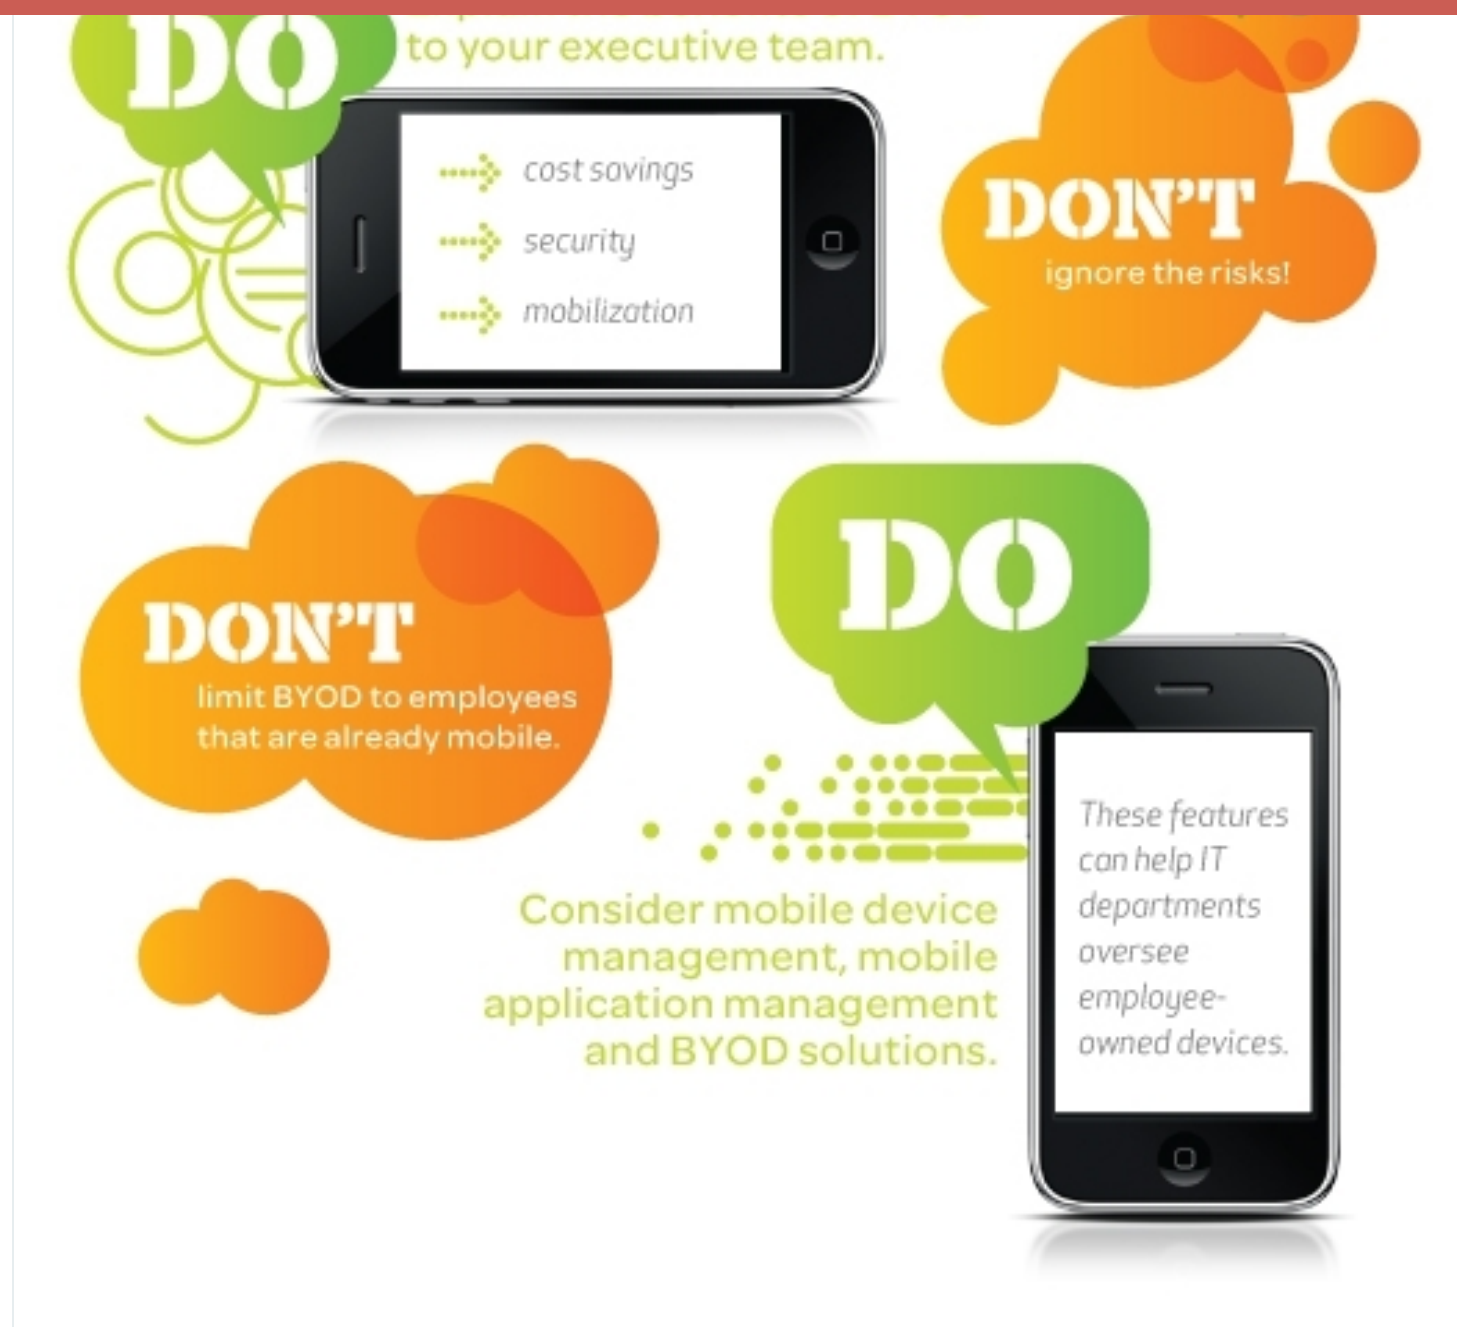 DO
to your executive team.
cost savings
security
mobilization
DON'T
ignore the risks!
DON'T
limit BYOD to employees
that are already mobile.
DO
Consider mobile device
management, mobile
application management
and BYOD solutions.
These features
can help IT
departments
oversee
employee-
owned devices.